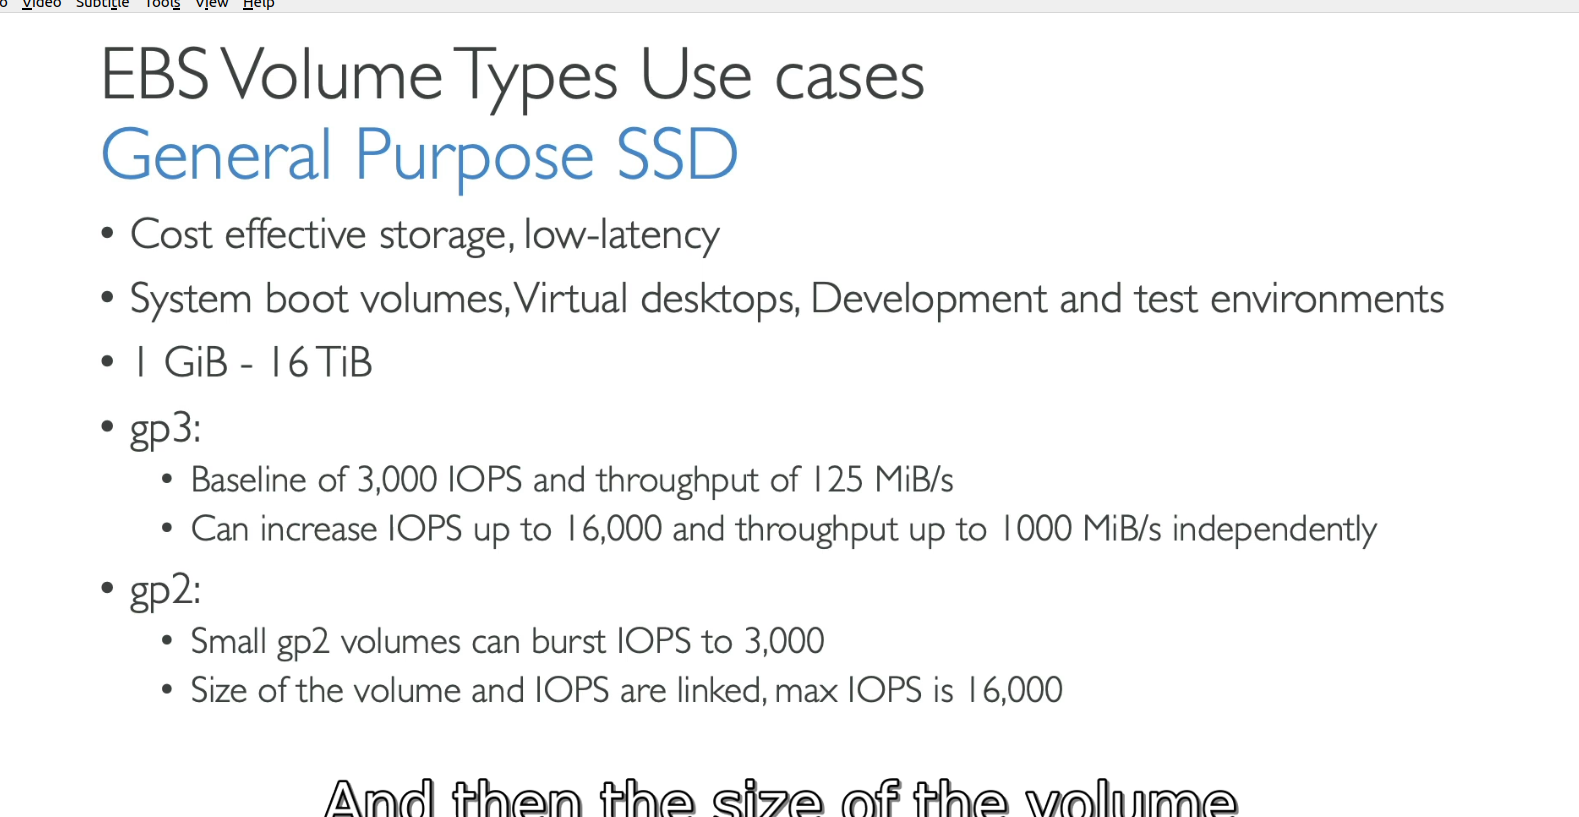 Video Subtitle Tools View Help
EBS Volume Types Use cases
General Purpose SSD
• Cost effective storage, low-latency
• System boot volumes, Virtual desktops, Development and test environments
• 1 GiB - 16 TiB
• gp3:
• Baseline of 3,000 IOPS and throughput of 125 MiB/s
• Can increase IOPS up to 16,000 and throughput up to 1000 MiB/s independently
• gp2:
• Small gp2 volumes can burst IOPS to 3,000
• Size of the volume and IOPS are linked, max IOPS is 16,000
And then the size of the volume